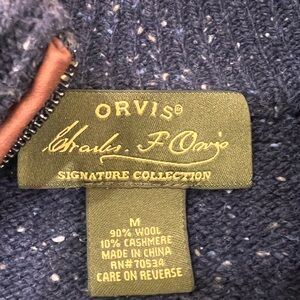 ORVIS®
Charles F. Orvis
SIGNATURE COLLECTION
M
90% WOOL
10% CASHMERE
MADE IN CHINA
RN#70534
CARE ON REVERSE